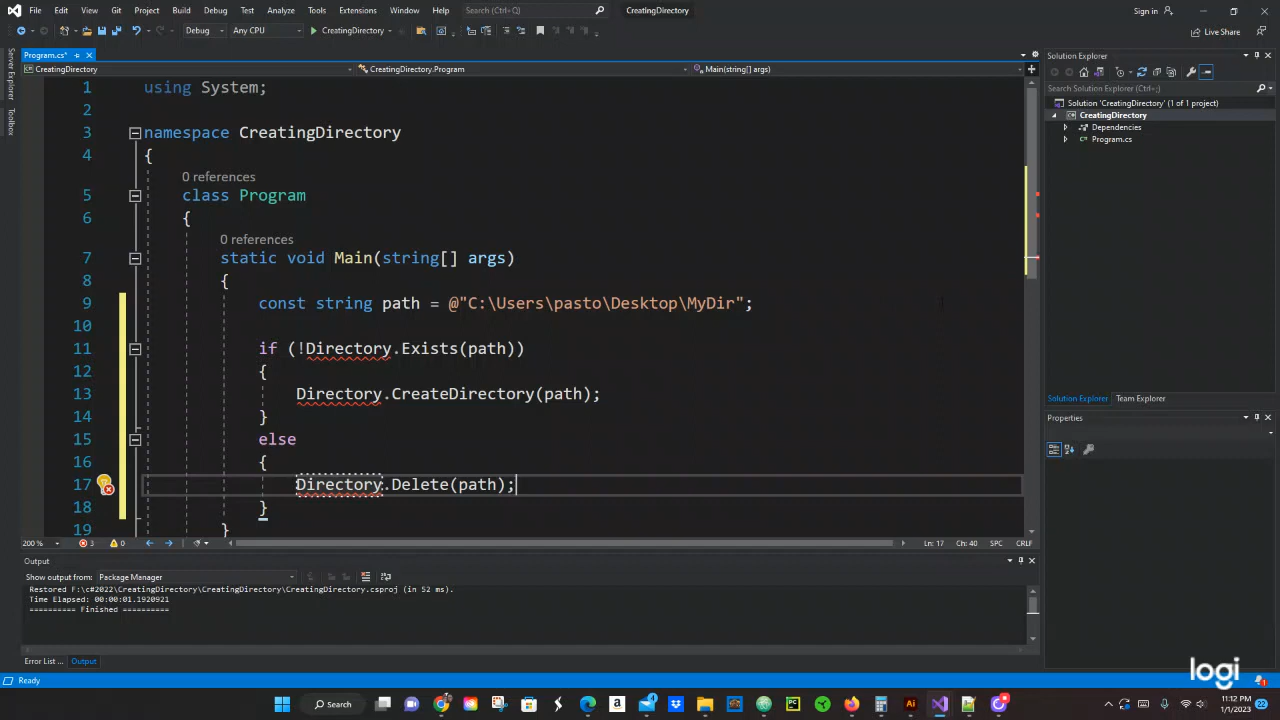 File Edit View Git Project Build Debug Test Analyze Tools Extensions Window Help Search (Ctrl+Q) CreatingDirectory Sign in
Debug Any CPU CreatingDirectory Live Share
Program.cs*
CreatingDirectory CreatingDirectory.Program Main(string[] args)
Server Explorer
Toolbox
1 using System;
2
3 namespace CreatingDirectory
4 {
0 references
5 class Program
6 {
0 references
7 static void Main(string[] args)
8 {
9 const string path = @"C:\Users\pasto\Desktop\MyDir";
10
11 if (!Directory.Exists(path))
12 {
13 Directory.CreateDirectory(path);
14 }
15 else
16 {
17 Directory.Delete(path);
18 }
19 }
200 % 3 0 Ln: 17 Ch: 40 SPC CRLF
Output
Show output from: Package Manager
Restored F:\c#2022\CreatingDirectory\CreatingDirectory\CreatingDirectory.csproj (in 52 ms).
Time Elapsed: 00:00:01.1920921
========== Finished ==========
Error List ... Output
Solution Explorer
Search Solution Explorer (Ctrl+;)
Solution 'CreatingDirectory' (1 of 1 project)
CreatingDirectory
Dependencies
C# Program.cs
Solution Explorer Team Explorer
Properties
Ready
logi
Search
11:12 PM
1/1/2023
22